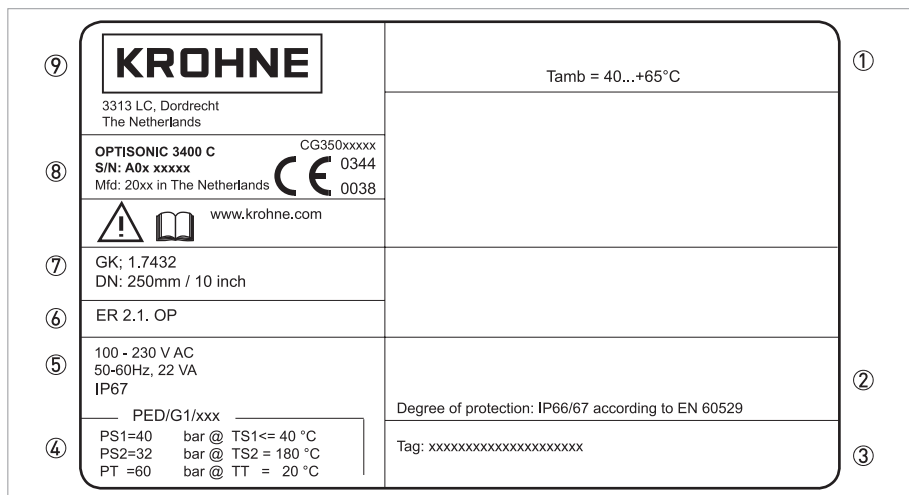 ⑨
KROHNE
3313 LC, Dordrecht
The Netherlands
①
Tamb = 40...+65°C
⑧
OPTISONIC 3400 C
S/N: A0x xxxxx
Mfd: 20xx in The Netherlands
CG350xxxxx
CE 0344
0038
www.krohne.com
⑦
GK; 1.7432
DN: 250mm / 10 inch
⑥
ER 2.1. OP
⑤
100 - 230 V AC
50-60Hz, 22 VA
IP67
②
Degree of protection: IP66/67 according to EN 60529
④
PED/G1/xxx
PS1=40 bar @ TS1<= 40 °C
PS2=32 bar @ TS2 = 180 °C
PT =60 bar @ TT = 20 °C
③
Tag: xxxxxxxxxxxxxxxxxxxxx